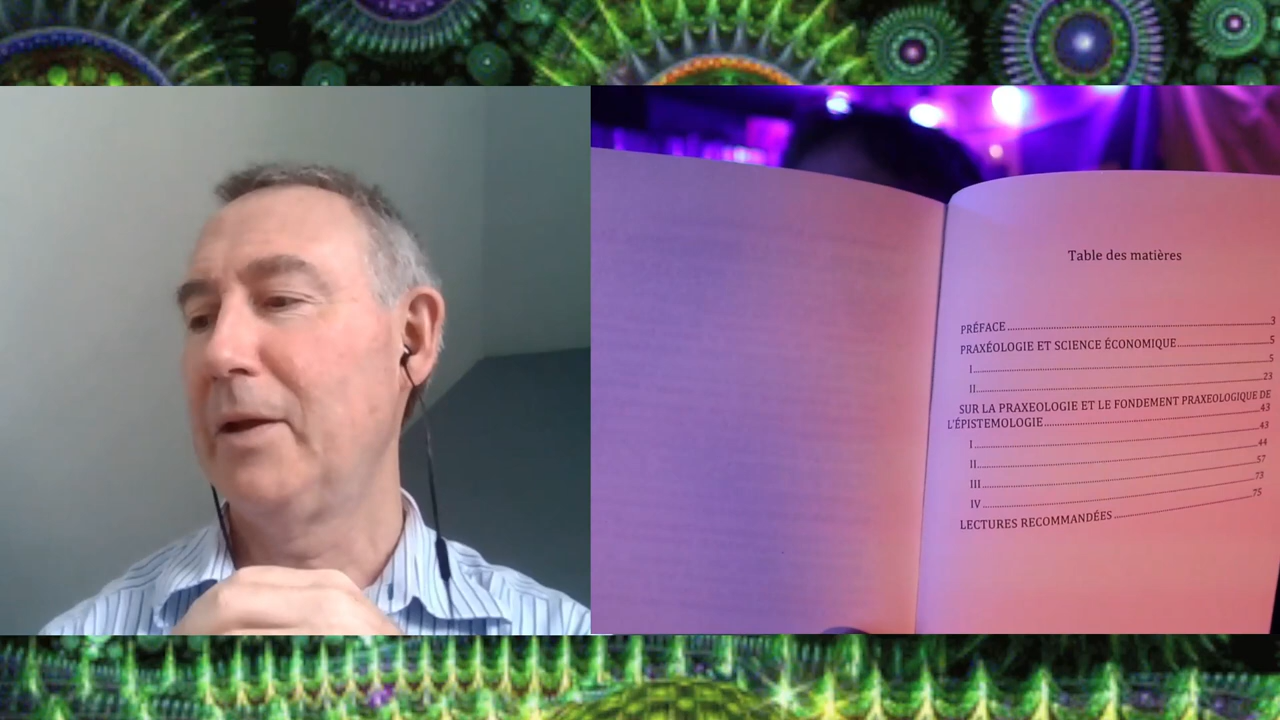 Table des matières
PRÉFACE 3
PRAXÉOLOGIE ET SCIENCE ÉCONOMIQUE 5
I 5
II 23
SUR LA PRAXEOLOGIE ET LE FONDEMENT PRAXEOLOGIQUE DE
L'ÉPISTEMOLOGIE 43
I 43
II 44
III 57
IV 73
LECTURES RECOMMANDÉES 75